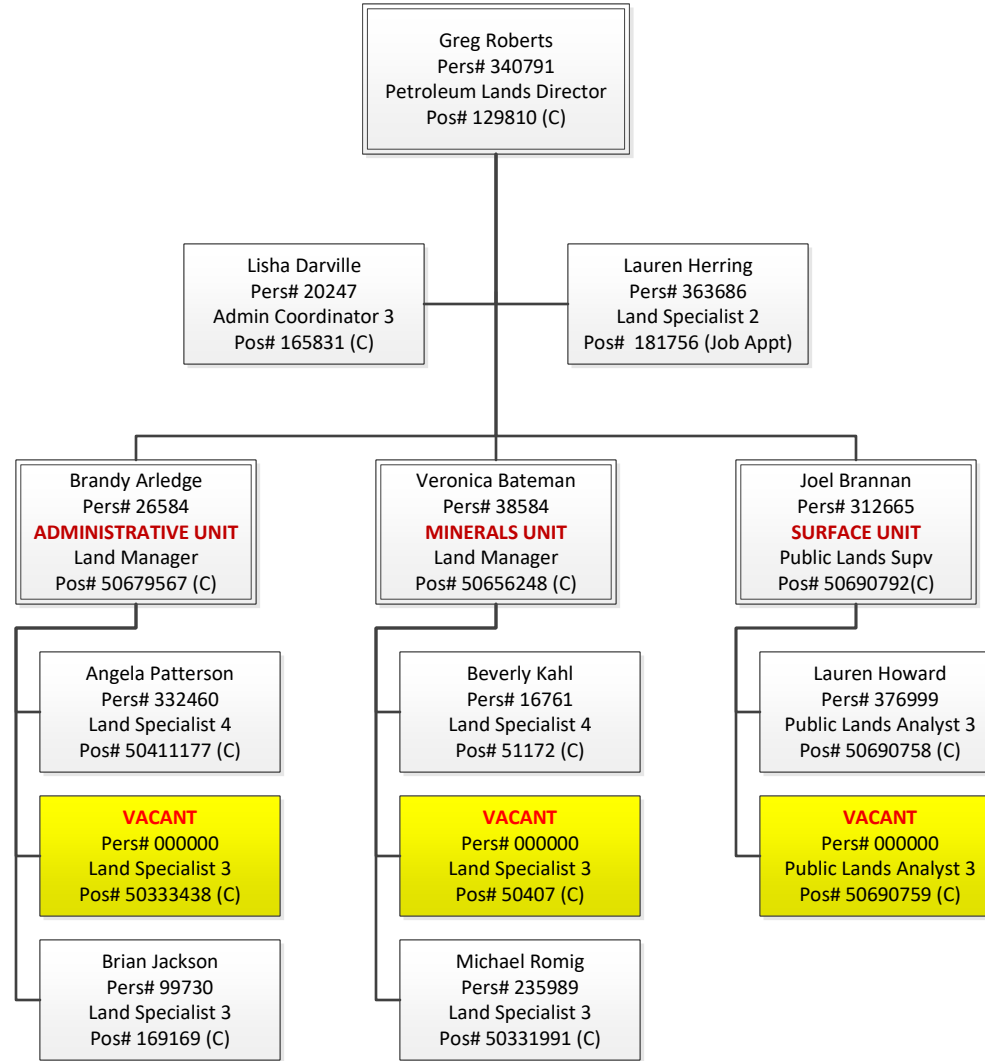 Greg Roberts
Pers# 340791
Petroleum Lands Director
Pos# 129810 (C)
Lisha Darville
Pers# 20247
Admin Coordinator 3
Pos# 165831 (C)
Lauren Herring
Pers# 363686
Land Specialist 2
Pos#  181756 (Job Appt)
Brandy Arledge
Pers# 26584
ADMINISTRATIVE UNIT
Land Manager
Pos# 50679567 (C)
Veronica Bateman
Pers# 38584
MINERALS UNIT
Land Manager
Pos# 50656248 (C)
Joel Brannan
Pers# 312665
SURFACE UNIT
Public Lands Supv
Pos# 50690792(C)
Angela Patterson
Pers# 332460
Land Specialist 4
Pos# 50411177 (C)
Beverly Kahl
Pers# 16761
Land Specialist 4
Pos# 51172 (C)
Lauren Howard
Pers# 376999
Public Lands Analyst 3
Pos# 50690758 (C)
VACANT
Pers# 000000
Land Specialist 3
Pos# 50333438 (C)
VACANT
Pers# 000000
Land Specialist 3
Pos# 50407 (C)
VACANT
Pers# 000000
Public Lands Analyst 3
Pos# 50690759 (C)
Brian Jackson
Pers# 99730
Land Specialist 3
Pos# 169169 (C)
Michael Romig
Pers# 235989
Land Specialist 3
Pos# 50331991 (C)